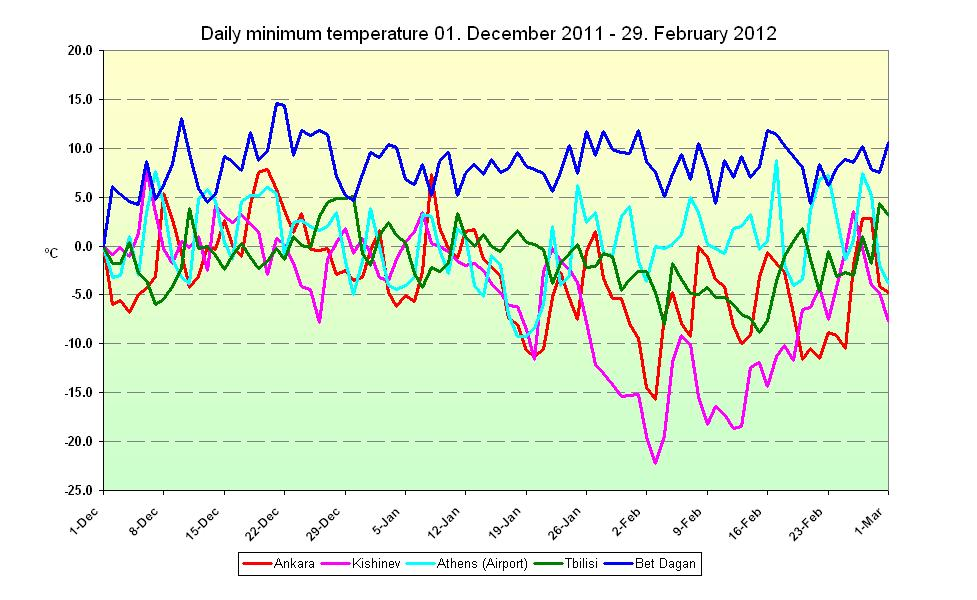 Daily minimum temperature 01. December 2011 - 29. February 2012
20.0
15.0
10.0
5.0
0.0
-5.0
-10.0
-15.0
-20.0
-25.0
°C
1-Dec 8-Dec 15-Dec 22-Dec 29-Dec 5-Jan 12-Jan 19-Jan 26-Jan 2-Feb 9-Feb 16-Feb 23-Feb 1-Mar
Ankara Kishinev Athens (Airport) Tbilisi Bet Dagan